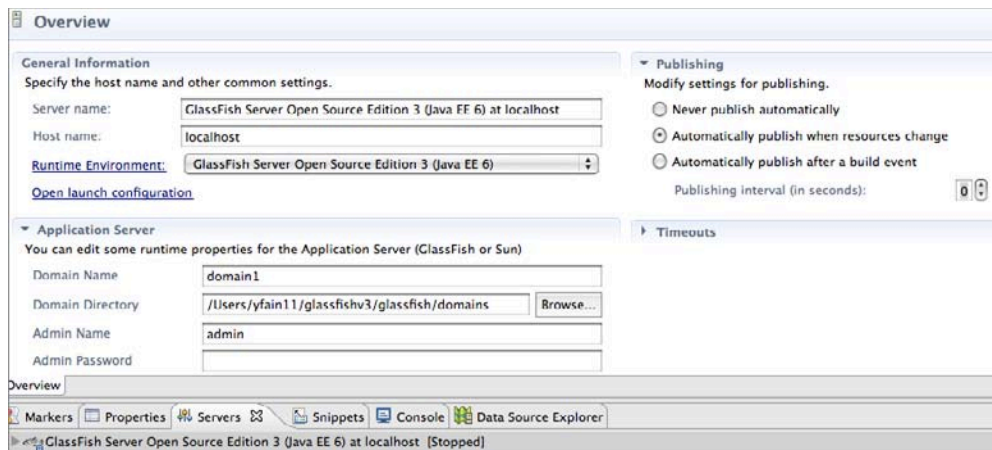 Overview
General Information
Specify the host name and other common settings.
Server name: GlassFish Server Open Source Edition 3 (Java EE 6) at localhost
Host name: localhost
Runtime Environment: GlassFish Server Open Source Edition 3 (Java EE 6)
Open launch configuration
Application Server
You can edit some runtime properties for the Application Server (GlassFish or Sun)
Domain Name domain1
Domain Directory /Users/yfain11/glassfishv3/glassfish/domains Browse...
Admin Name admin
Admin Password
Publishing
Modify settings for publishing.
Never publish automatically
Automatically publish when resources change
Automatically publish after a build event
Publishing interval (in seconds): 0
Timeouts
Overview
Markers Properties Servers Snippets Console Data Source Explorer
GlassFish Server Open Source Edition 3 (Java EE 6) at localhost [Stopped]